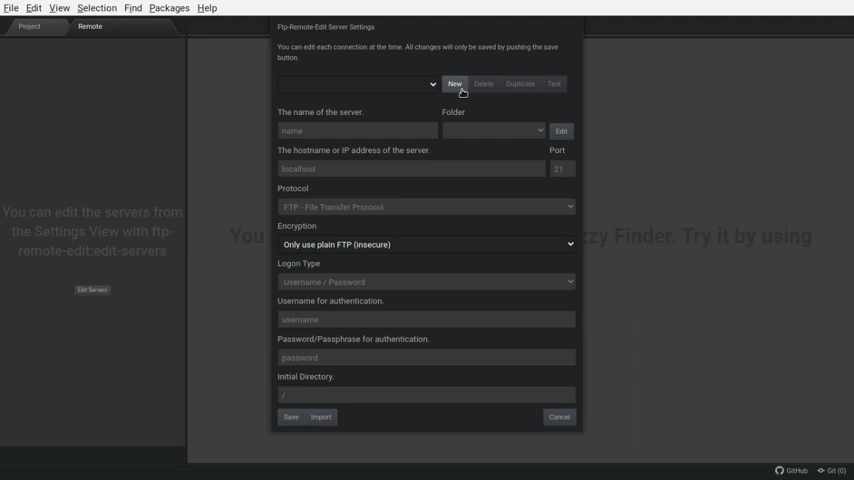 File Edit View Selection Find Packages Help
Project Remote
Ftp-Remote-Edit Server Settings
You can edit each connection at the time. All changes will only be saved by pushing the save
button.
New Delete Duplicate Test
The name of the server. Folder
name Edit
The hostname or IP address of the server. Port
localhost 21
Protocol
FTP - File Transfer Protocol
Encryption
Only use plain FTP (insecure)
Logon Type
Username / Password
Username for authentication.
username
Password/Passphrase for authentication.
password
Initial Directory.
/
Save Import Cancel
You can edit the servers from
the Settings View with ftp-
remote-edit:edit-servers
Edit Servers
You zzy Finder. Try it by using
GitHub Git (0)